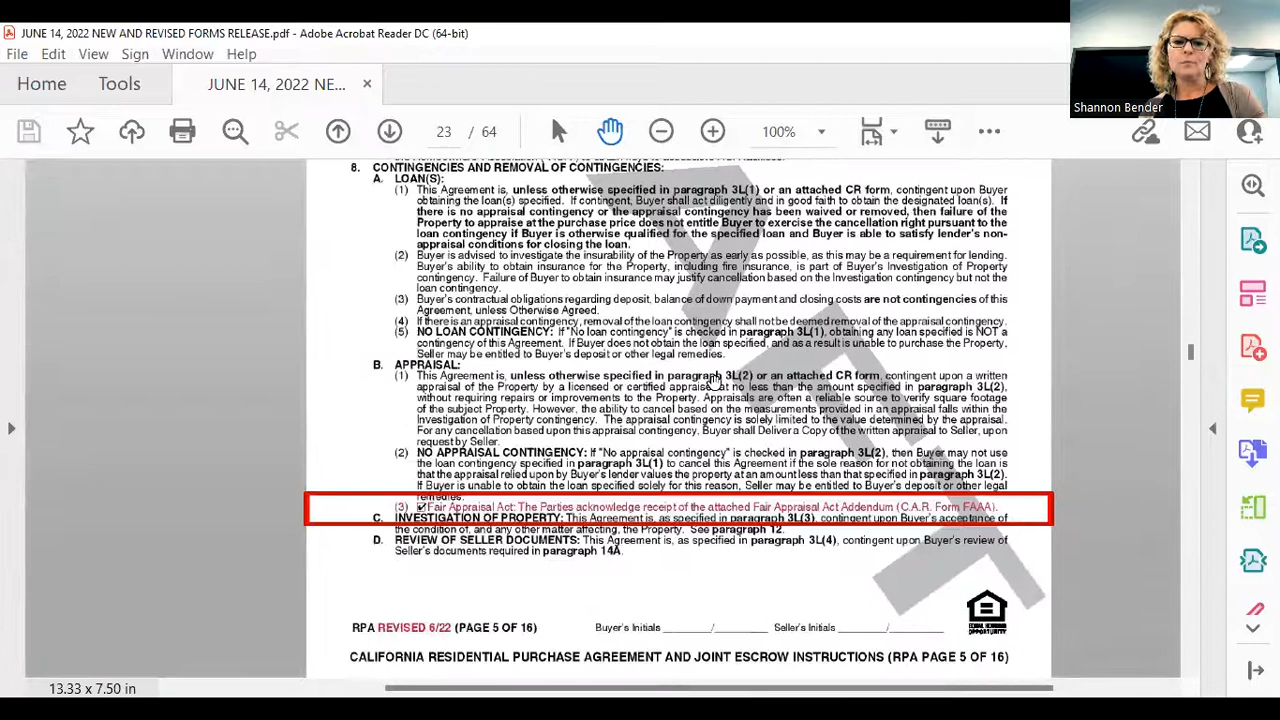 JUNE 14, 2022 NEW AND REVISED FORMS RELEASE.pdf - Adobe Acrobat Reader DC (64-bit)
File Edit View Sign Window Help
Home Tools JUNE 14, 2022 NE... ×
23 / 64 100%
Shannon Bender
8. CONTINGENCIES AND REMOVAL OF CONTINGENCIES:
A. LOAN(S):
(1) This Agreement is, unless otherwise specified in paragraph 3L(1) or an attached CR form, contingent upon Buyer
obtaining the loan(s) specified. If contingent, Buyer shall act diligently and in good faith to obtain the designated loan(s). If
there is no appraisal contingency or the appraisal contingency has been waived or removed, then failure of the
Property to appraise at the purchase price does not entitle Buyer to exercise the cancellation right pursuant to the
loan contingency if Buyer is otherwise qualified for the specified loan and Buyer is able to satisfy lender's non-
appraisal conditions for closing the loan.
(2) Buyer is advised to investigate the insurability of the Property as early as possible, as this may be a requirement for lending.
Buyer's ability to obtain insurance for the Property, including fire insurance, is part of Buyer's Investigation of Property
contingency. Failure of Buyer to obtain insurance may justify cancellation based on the Investigation contingency but not the
loan contingency.
(3) Buyer's contractual obligations regarding deposit, balance of down payment and closing costs are not contingencies of this
Agreement, unless Otherwise Agreed.
(4) If there is an appraisal contingency, removal of the loan contingency shall not be deemed removal of the appraisal contingency.
(5) NO LOAN CONTINGENCY: If "No loan contingency" is checked in paragraph 3L(1), obtaining any loan specified is NOT a
contingency of this Agreement. If Buyer does not obtain the loan specified, and as a result is unable to purchase the Property,
Seller may be entitled to Buyer's deposit or other legal remedies.
B. APPRAISAL:
(1) This Agreement is, unless otherwise specified in paragraph 3L(2) or an attached CR form, contingent upon a written
appraisal of the Property by a licensed or certified appraiser at no less than the amount specified in paragraph 3L(2),
without requiring repairs or improvements to the Property. Appraisals are often a reliable source to verify square footage
of the subject Property. However, the ability to cancel based on the measurements provided in an appraisal falls within the
Investigation of Property contingency. The appraisal contingency is solely limited to the value determined by the appraisal.
For any cancellation based upon this appraisal contingency, Buyer shall Deliver a Copy of the written appraisal to Seller, upon
request by Seller.
(2) NO APPRAISAL CONTINGENCY: If "No appraisal contingency" is checked in paragraph 3L(2), then Buyer may not use
the loan contingency specified in paragraph 3L(1) to cancel this Agreement if the sole reason for not obtaining the loan is
that the appraisal relied upon by Buyer's lender values the property at an amount less than that specified in paragraph 3L(2).
If Buyer is unable to obtain the loan specified solely for this reason, Seller may be entitled to Buyer's deposit or other legal
remedies.
(3) ☑ Fair Appraisal Act: The Parties acknowledge receipt of the attached Fair Appraisal Act Addendum (C.A.R. Form FAAA).
C. INVESTIGATION OF PROPERTY: This Agreement is, as specified in paragraph 3L(3), contingent upon Buyer's acceptance of
the condition of, and any other matter affecting, the Property. See paragraph 12.
D. REVIEW OF SELLER DOCUMENTS: This Agreement is, as specified in paragraph 3L(4), contingent upon Buyer's review of
Seller's documents required in paragraph 14A.
RPA REVISED 6/22 (PAGE 5 OF 16) Buyer's Initials ________/________ Seller's Initials ________/________
EQUAL HOUSING
OPPORTUNITY
CALIFORNIA RESIDENTIAL PURCHASE AGREEMENT AND JOINT ESCROW INSTRUCTIONS (RPA PAGE 5 OF 16)
13.33 x 7.50 in